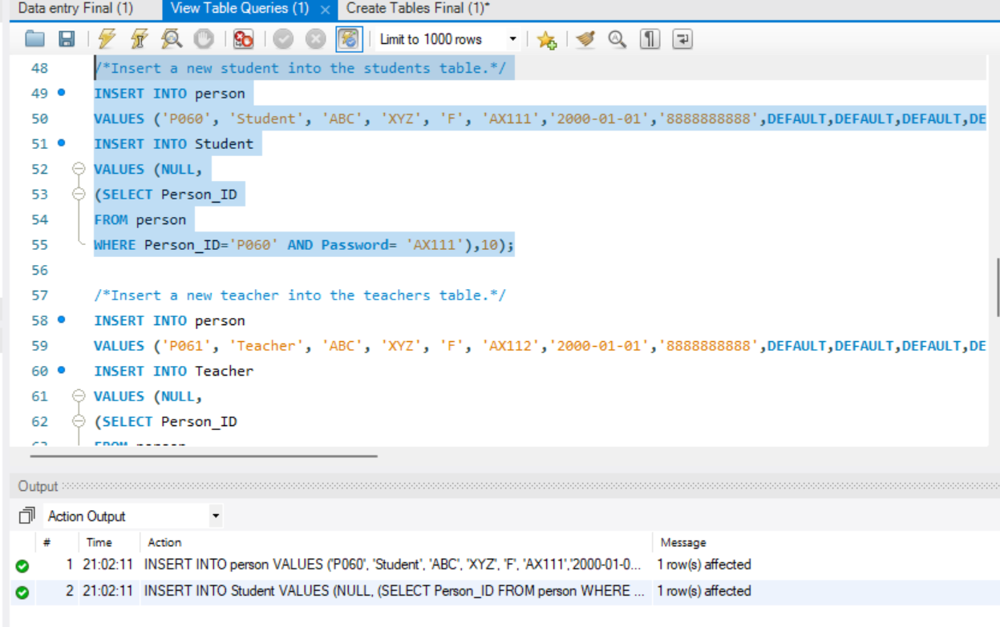 Data entry Final (1) View Table Queries (1) Create Tables Final (1)*
Limit to 1000 rows
48 /*Insert a new student into the students table.*/
49 INSERT INTO person
50 VALUES ('P060', 'Student', 'ABC', 'XYZ', 'F', 'AX111','2000-01-01','8888888888',DEFAULT,DEFAULT,DEFAULT,DE
51 INSERT INTO Student
52 VALUES (NULL,
53 (SELECT Person_ID
54 FROM person
55 WHERE Person_ID='P060' AND Password= 'AX111'),10);
56
57 /*Insert a new teacher into the teachers table.*/
58 INSERT INTO person
59 VALUES ('P061', 'Teacher', 'ABC', 'XYZ', 'F', 'AX112','2000-01-01','8888888888',DEFAULT,DEFAULT,DEFAULT,DE
60 INSERT INTO Teacher
61 VALUES (NULL,
62 (SELECT Person_ID
63 FROM person
Output
Action Output
# Time Action Message
1 21:02:11 INSERT INTO person VALUES ('P060', 'Student', 'ABC', 'XYZ', 'F', 'AX111','2000-01-0... 1 row(s) affected
2 21:02:11 INSERT INTO Student VALUES (NULL, (SELECT Person_ID FROM person WHERE ... 1 row(s) affected